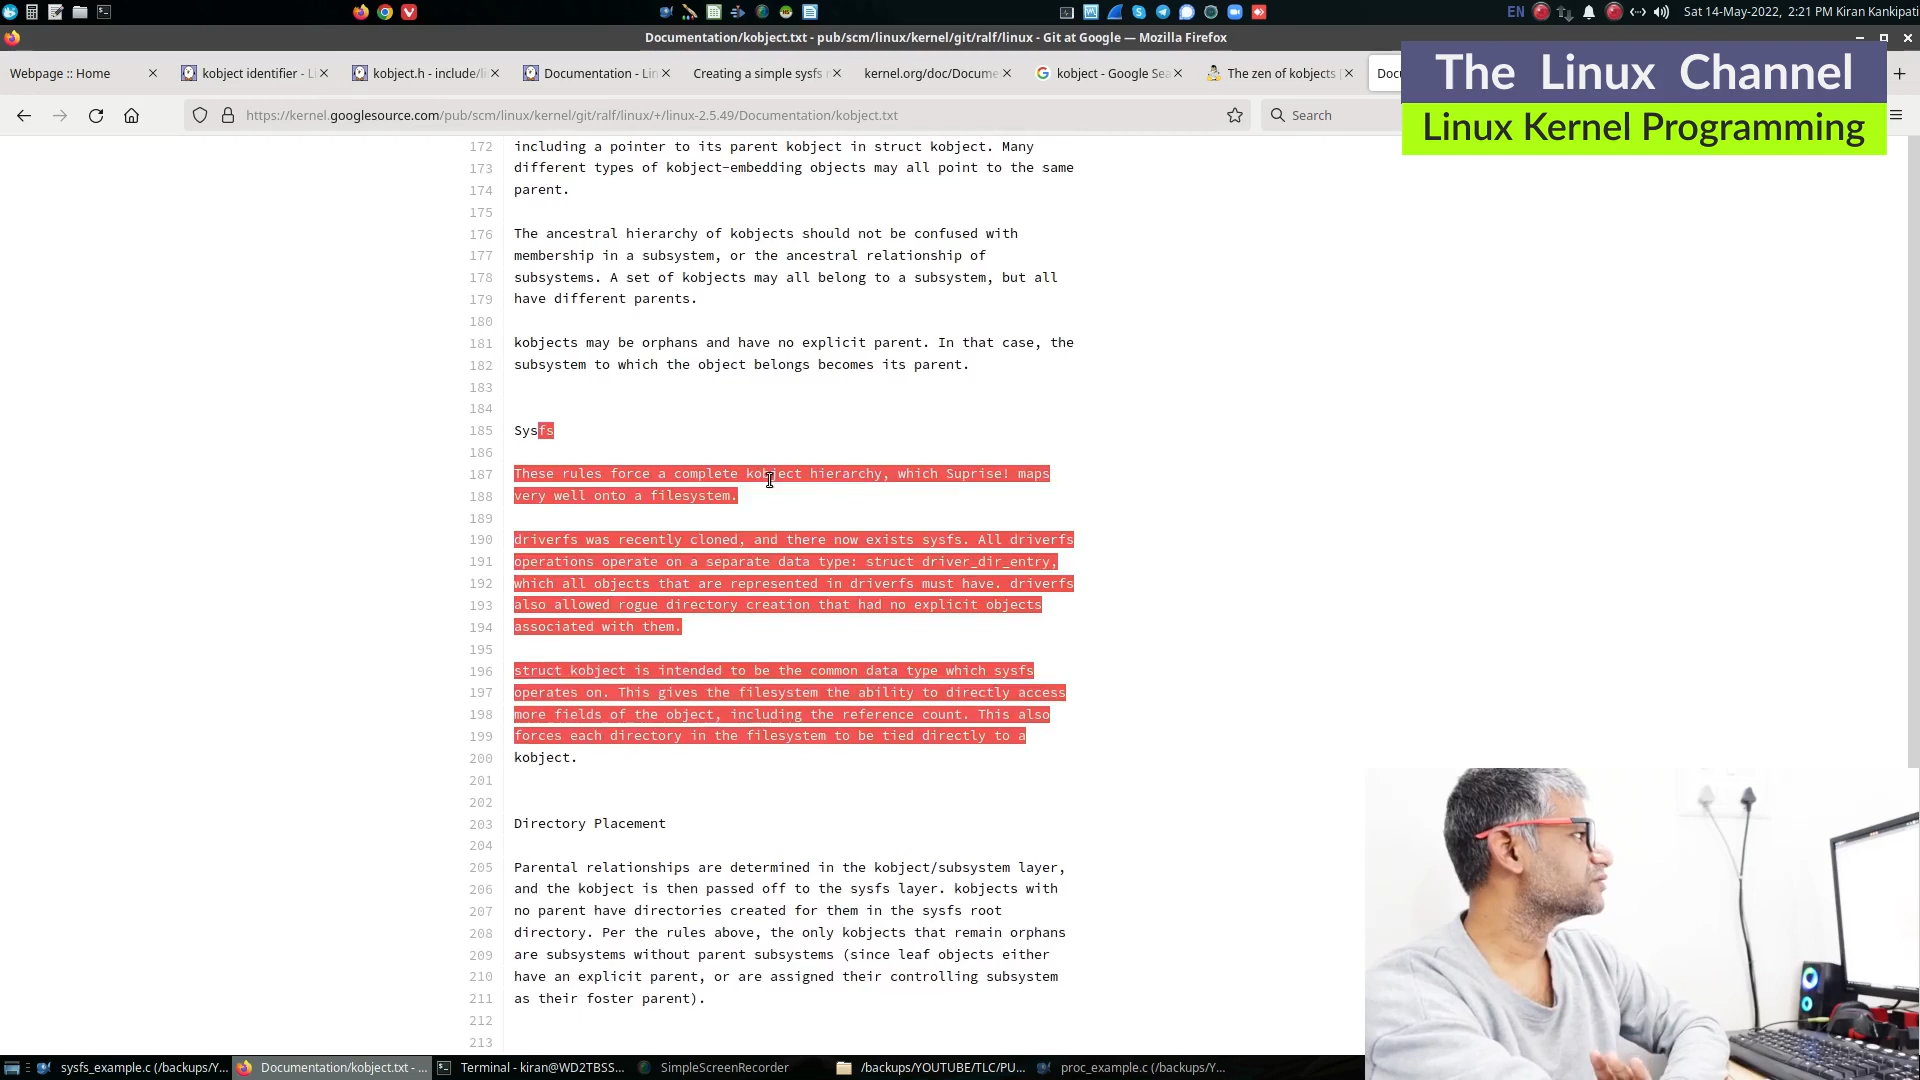 EN
Sat 14-May-2022, 2:21 PM Kiran Kankipati
Documentation/kobject.txt - pub/scm/linux/kernel/git/ralf/linux - Git at Google — Mozilla Firefox
Webpage :: Home
kobject identifier - Li
kobject.h - include/li
Documentation - Lin
Creating a simple sysfs
kernel.org/doc/Docume
kobject - Google Sea
The zen of kobjects
Docu
https://kernel.googlesource.com/pub/scm/linux/kernel/git/ralf/linux/+/linux-2.5.49/Documentation/kobject.txt
Search
The Linux Channel
Linux Kernel Programming
172 including a pointer to its parent kobject in struct kobject. Many
173 different types of kobject-embedding objects may all point to the same
174 parent.
175
176 The ancestral hierarchy of kobjects should not be confused with
177 membership in a subsystem, or the ancestral relationship of
178 subsystems. A set of kobjects may all belong to a subsystem, but all
179 have different parents.
180
181 kobjects may be orphans and have no explicit parent. In that case, the
182 subsystem to which the object belongs becomes its parent.
183
184
185 Sysfs
186
187 These rules force a complete kobject hierarchy, which Suprise! maps
188 very well onto a filesystem.
189
190 driverfs was recently cloned, and there now exists sysfs. All driverfs
191 operations operate on a separate data type: struct driver_dir_entry,
192 which all objects that are represented in driverfs must have. driverfs
193 also allowed rogue directory creation that had no explicit objects
194 associated with them.
195
196 struct kobject is intended to be the common data type which sysfs
197 operates on. This gives the filesystem the ability to directly access
198 more fields of the object, including the reference count. This also
199 forces each directory in the filesystem to be tied directly to a
200 kobject.
201
202
203 Directory Placement
204
205 Parental relationships are determined in the kobject/subsystem layer,
206 and the kobject is then passed off to the sysfs layer. kobjects with
207 no parent have directories created for them in the sysfs root
208 directory. Per the rules above, the only kobjects that remain orphans
209 are subsystems without parent subsystems (since leaf objects either
210 have an explicit parent, or are assigned their controlling subsystem
211 as their foster parent).
212
213
sysfs_example.c (/backups/Y...
Documentation/kobject.txt - ...
Terminal - kiran@WD2TBSS...
SimpleScreenRecorder
/backups/YOUTUBE/TLC/PU...
proc_example.c (/backups/Y...